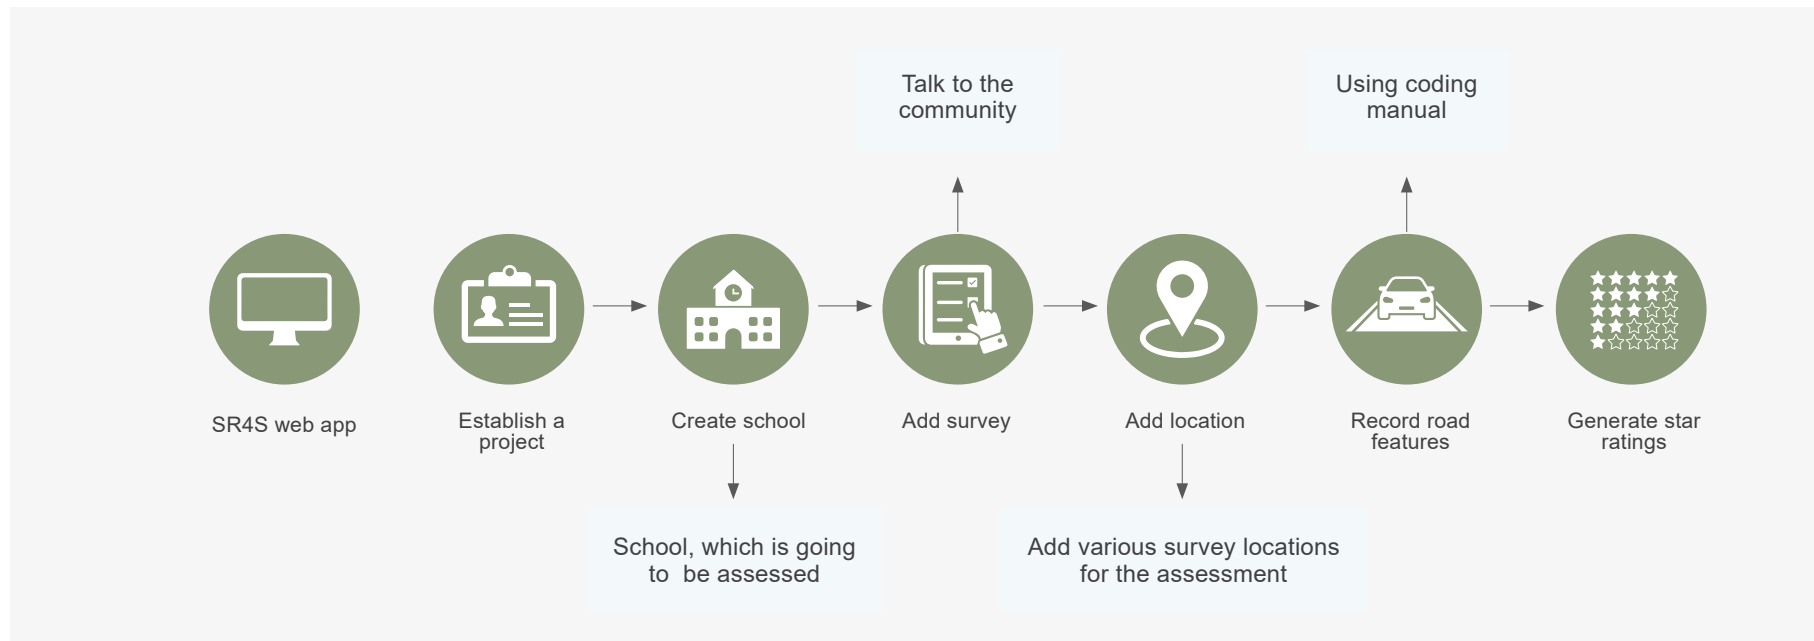 Talk to the
community
Using coding
manual
SR4S web app
Establish a
project
Create school
Add survey
Add location
Record road
features
Generate star
ratings
School, which is going
to  be assessed
Add various survey locations
for the assessment